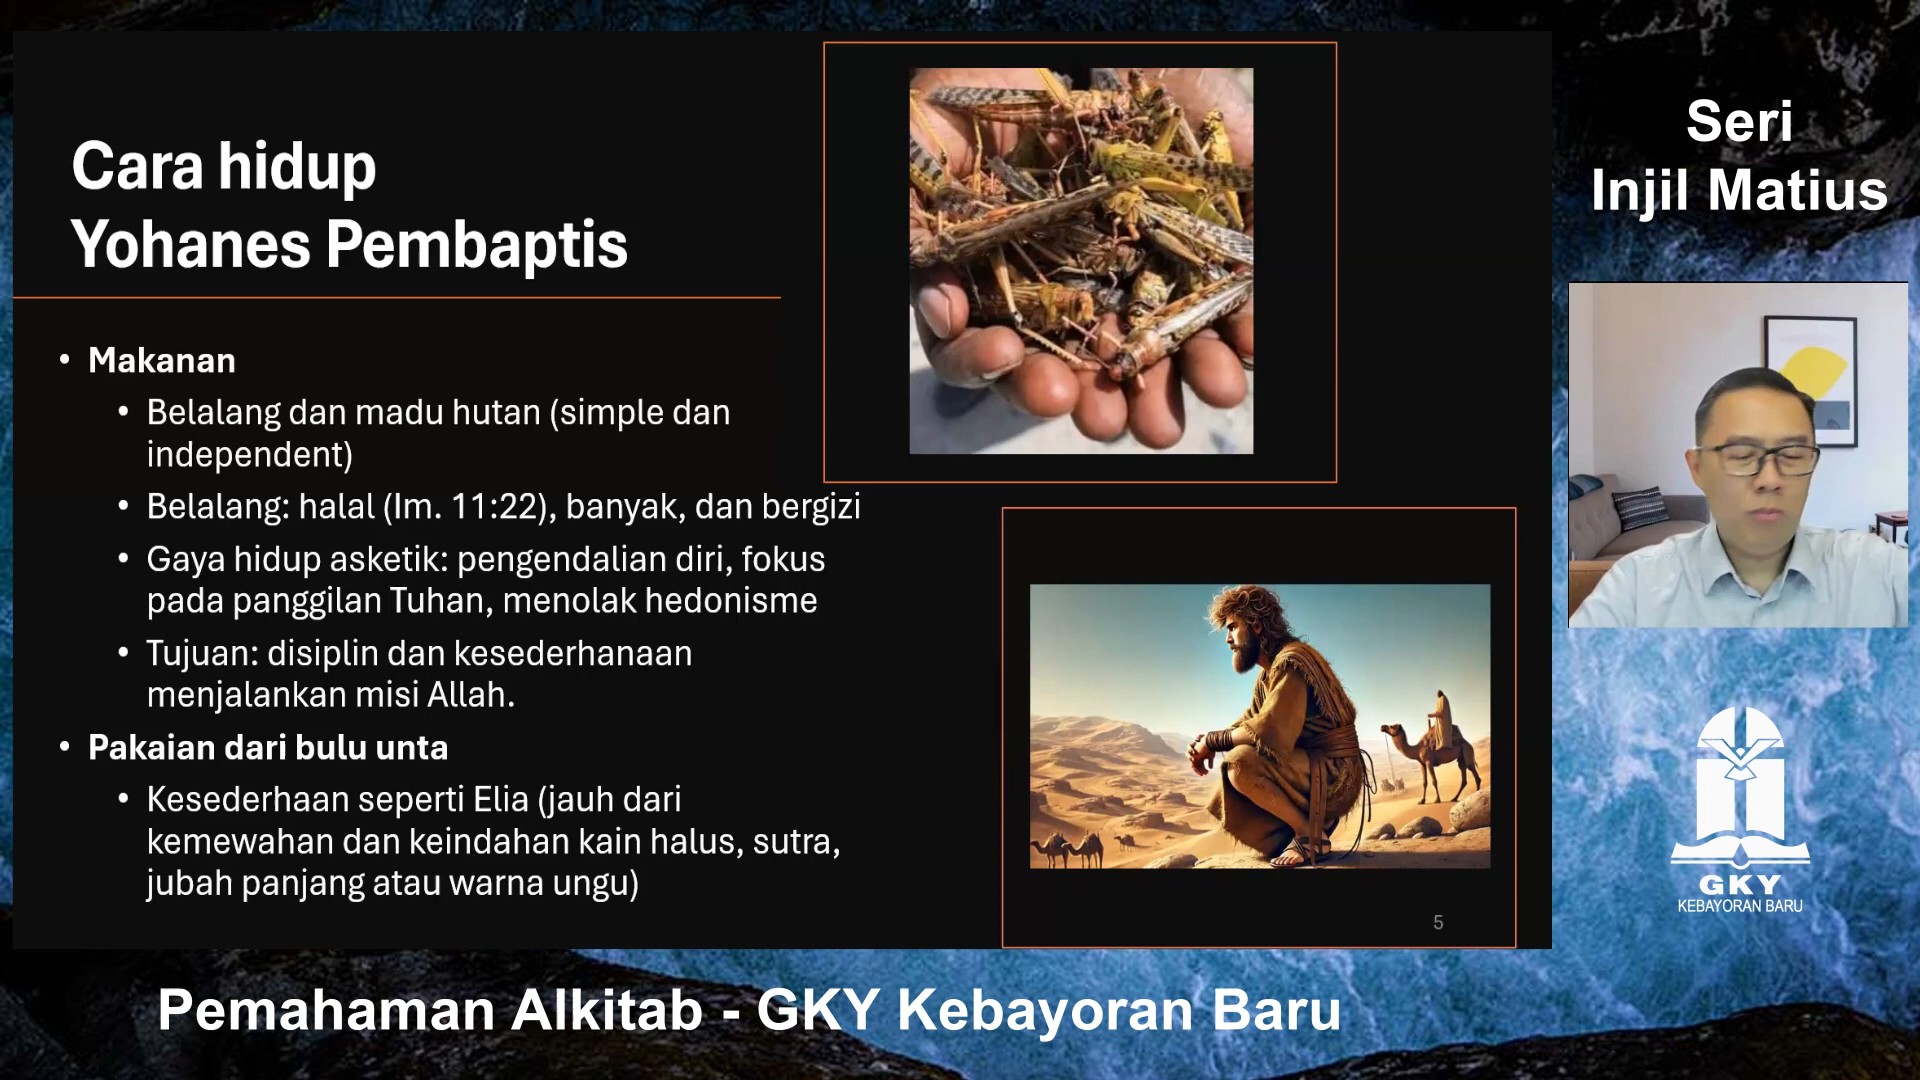 Cara hidup
Yohanes Pembaptis
• Makanan
• Belalang dan madu hutan (simple dan
independent)
• Belalang: halal (Im. 11:22), banyak, dan bergizi
• Gaya hidup asketik: pengendalian diri, fokus
pada panggilan Tuhan, menolak hedonisme
• Tujuan: disiplin dan kesederhanaan
menjalankan misi Allah.
• Pakaian dari bulu unta
• Kesederhaan seperti Elia (jauh dari
kemewahan dan keindahan kain halus, sutra,
jubah panjang atau warna ungu)
5
Seri
Injil Matius
GKY
KEBAYORAN BARU
Pemahaman Alkitab - GKY Kebayoran Baru